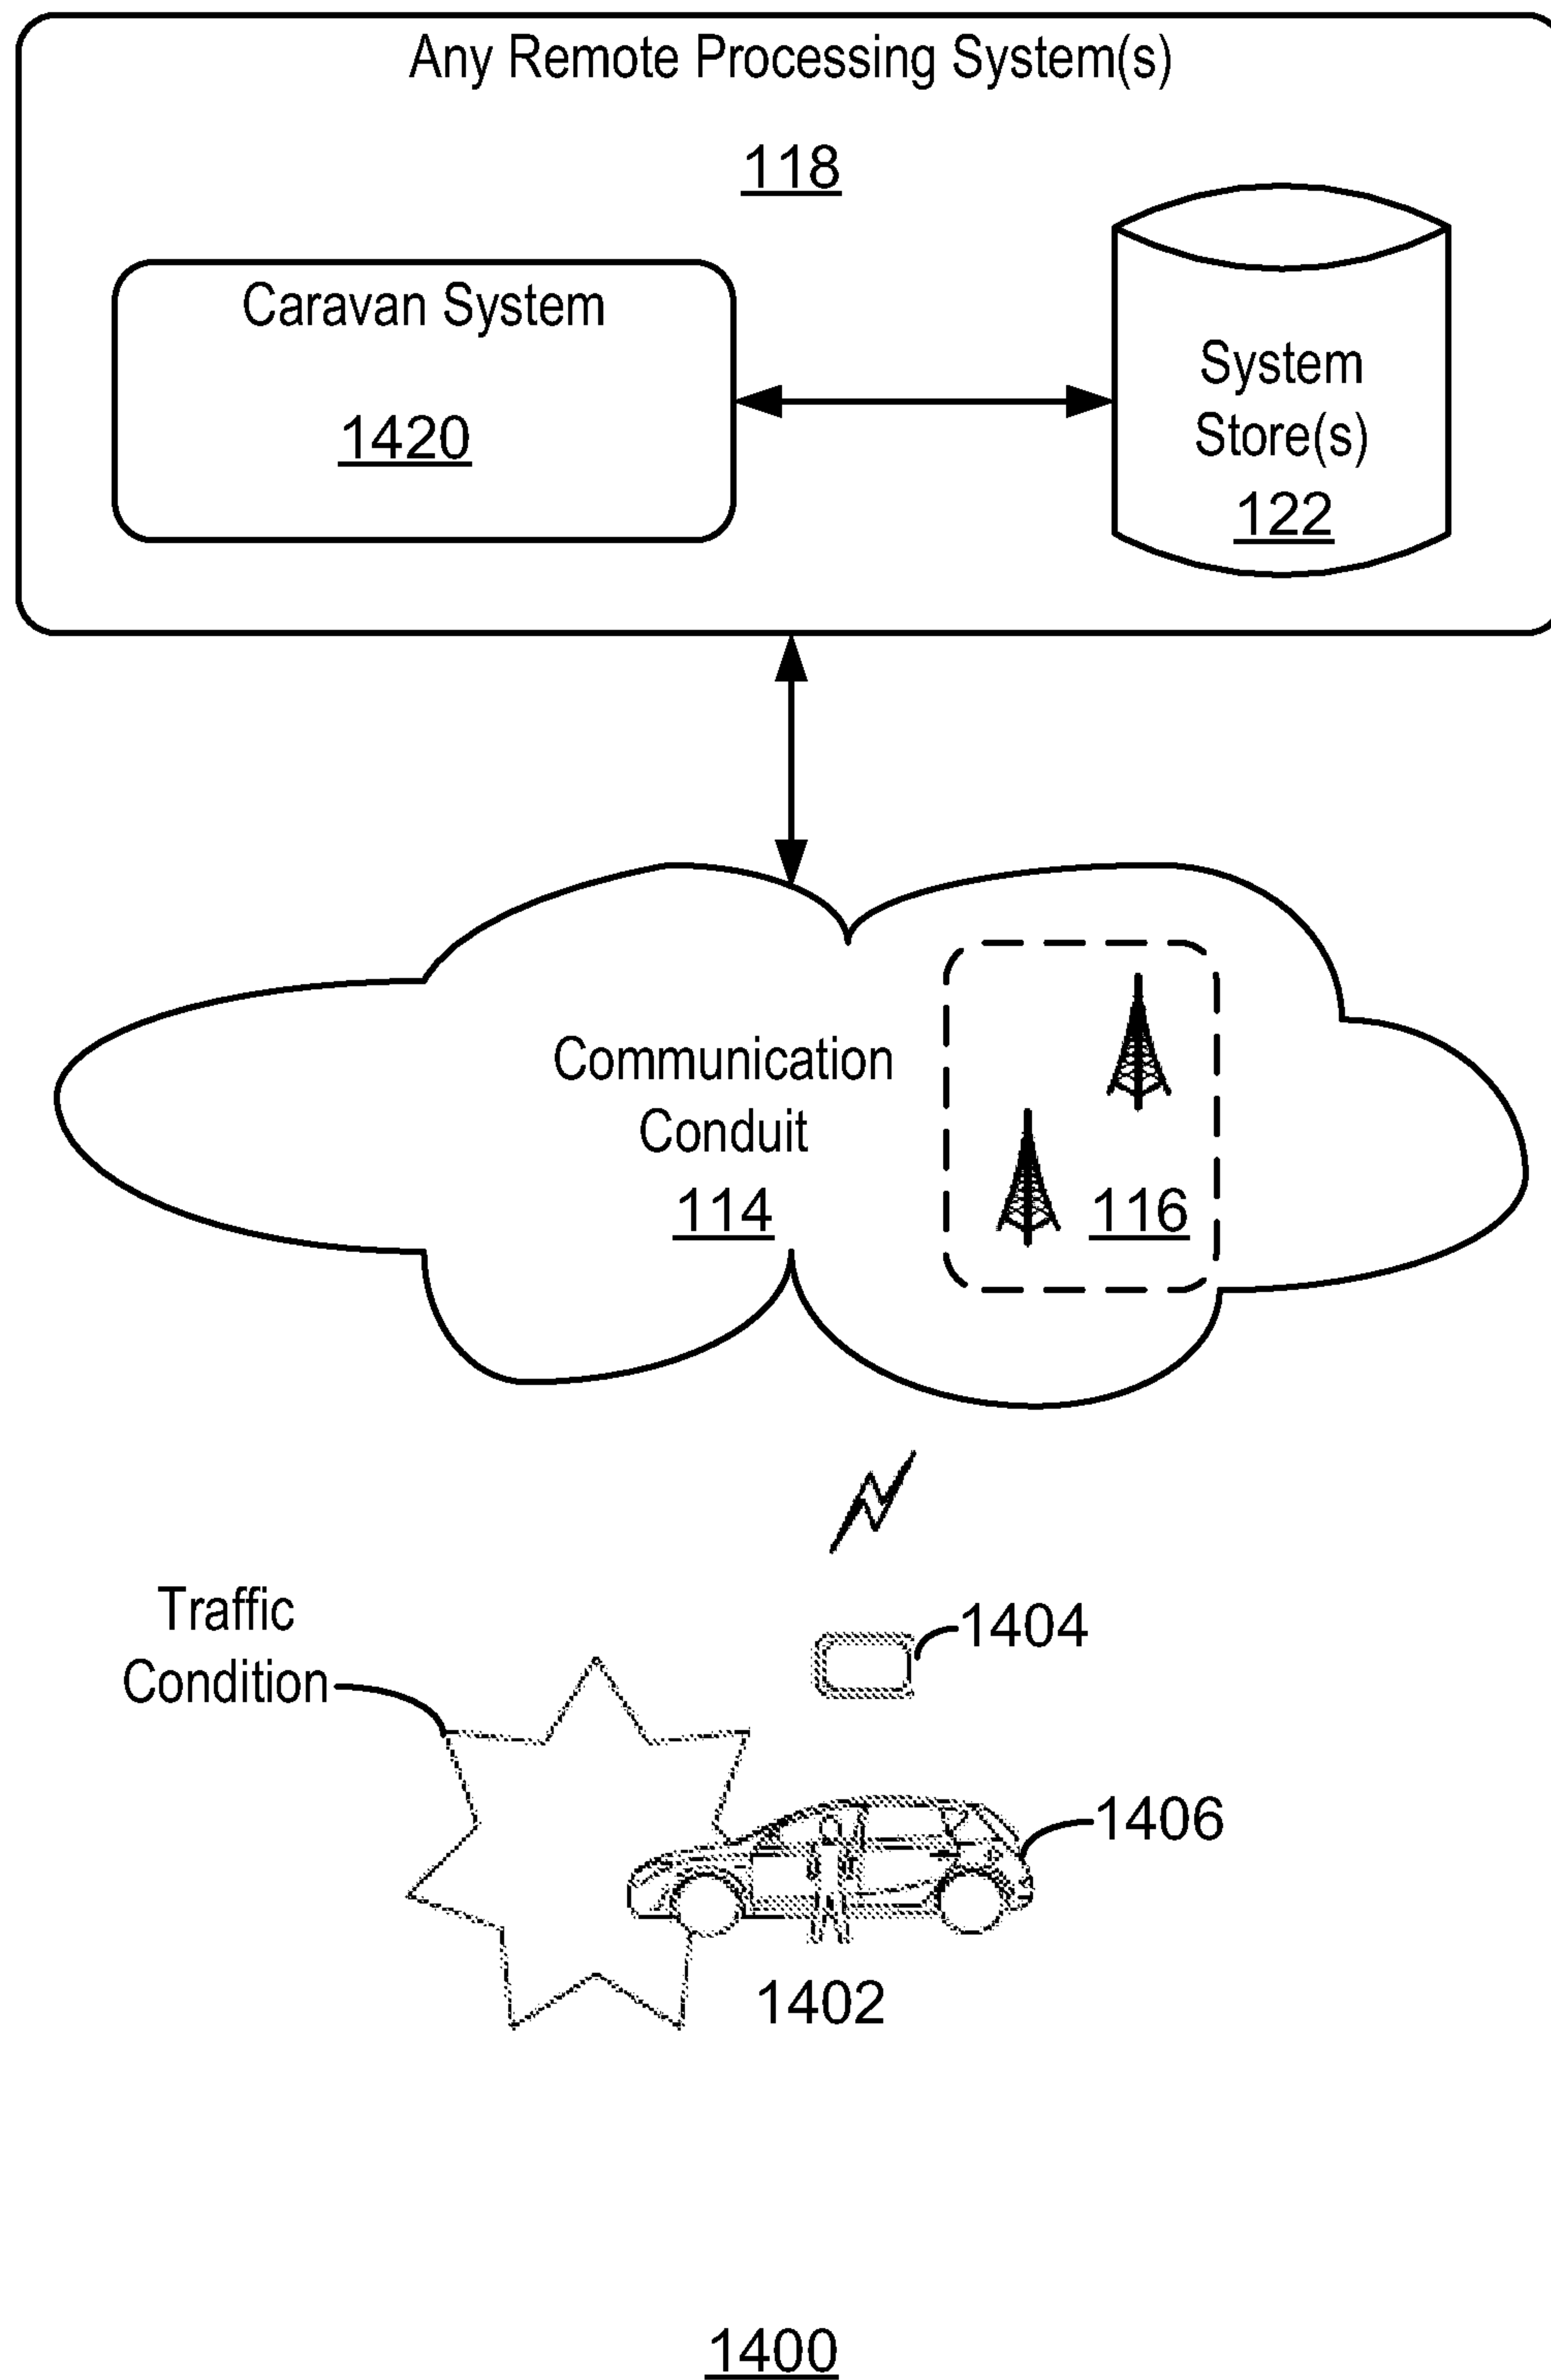 Any Remote Processing System(s)
118
Caravan System
1420
System
Store(s)
122
Communication
Conduit
114
116
Traffic
Condition
1404
1406
1402
1400